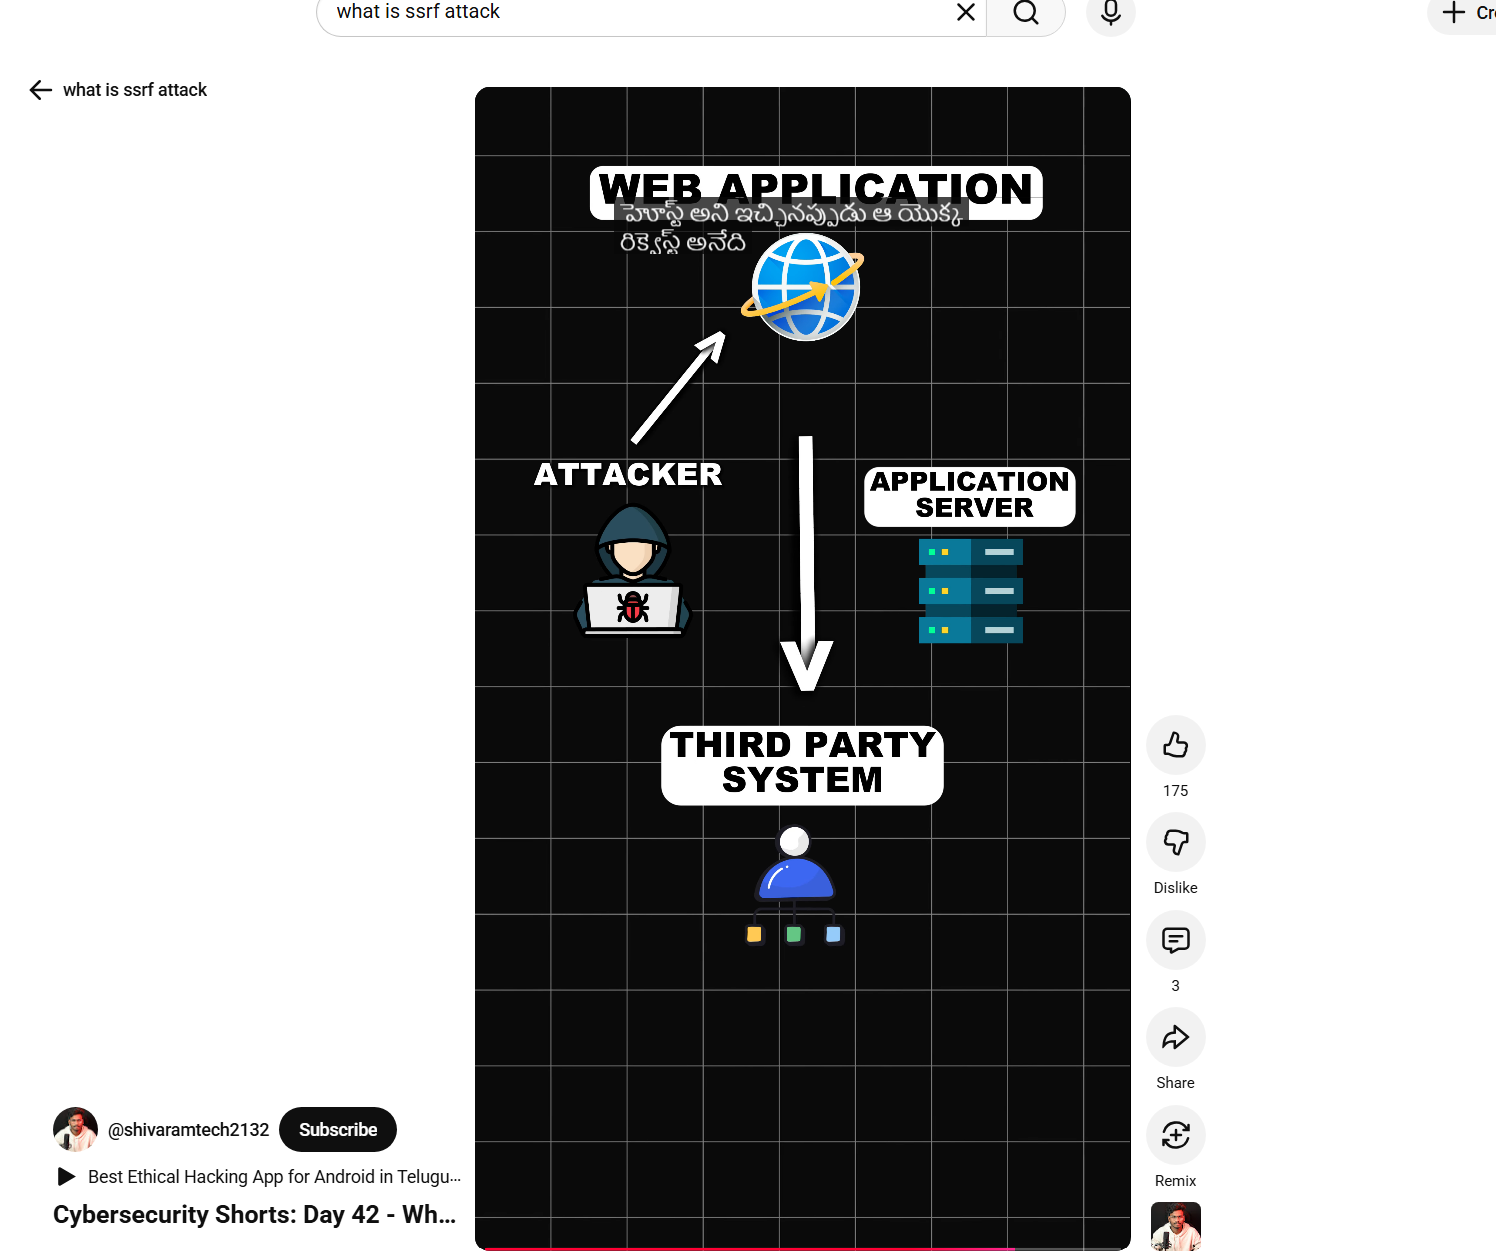 what is ssrf attack
Cr
what is ssrf attack
WEB APPLICATION
హెూస్ట్ అని ఇచ్చినప్పుడు ఆ యొక్క
రిక్వెస్ట్ అనేది
ATTACKER
APPLICATION
SERVER
THIRD PARTY
SYSTEM
175
Dislike
3
Share
Remix
@shivaramtech2132
Subscribe
Best Ethical Hacking App for Android in Telugu...
Cybersecurity Shorts: Day 42 - Wh...